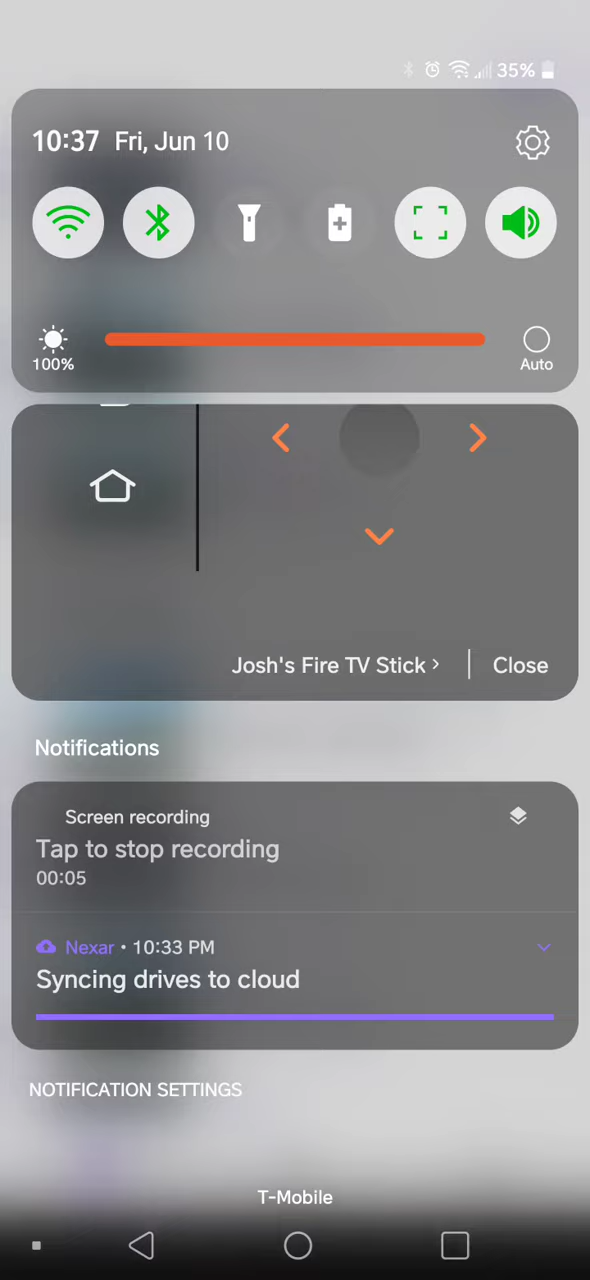 35%
10:37 Fri, Jun 10
100%
Auto
Josh's Fire TV Stick
Close
Notifications
Screen recording
Tap to stop recording
00:05
Nexar • 10:33 PM
Syncing drives to cloud
NOTIFICATION SETTINGS
T-Mobile